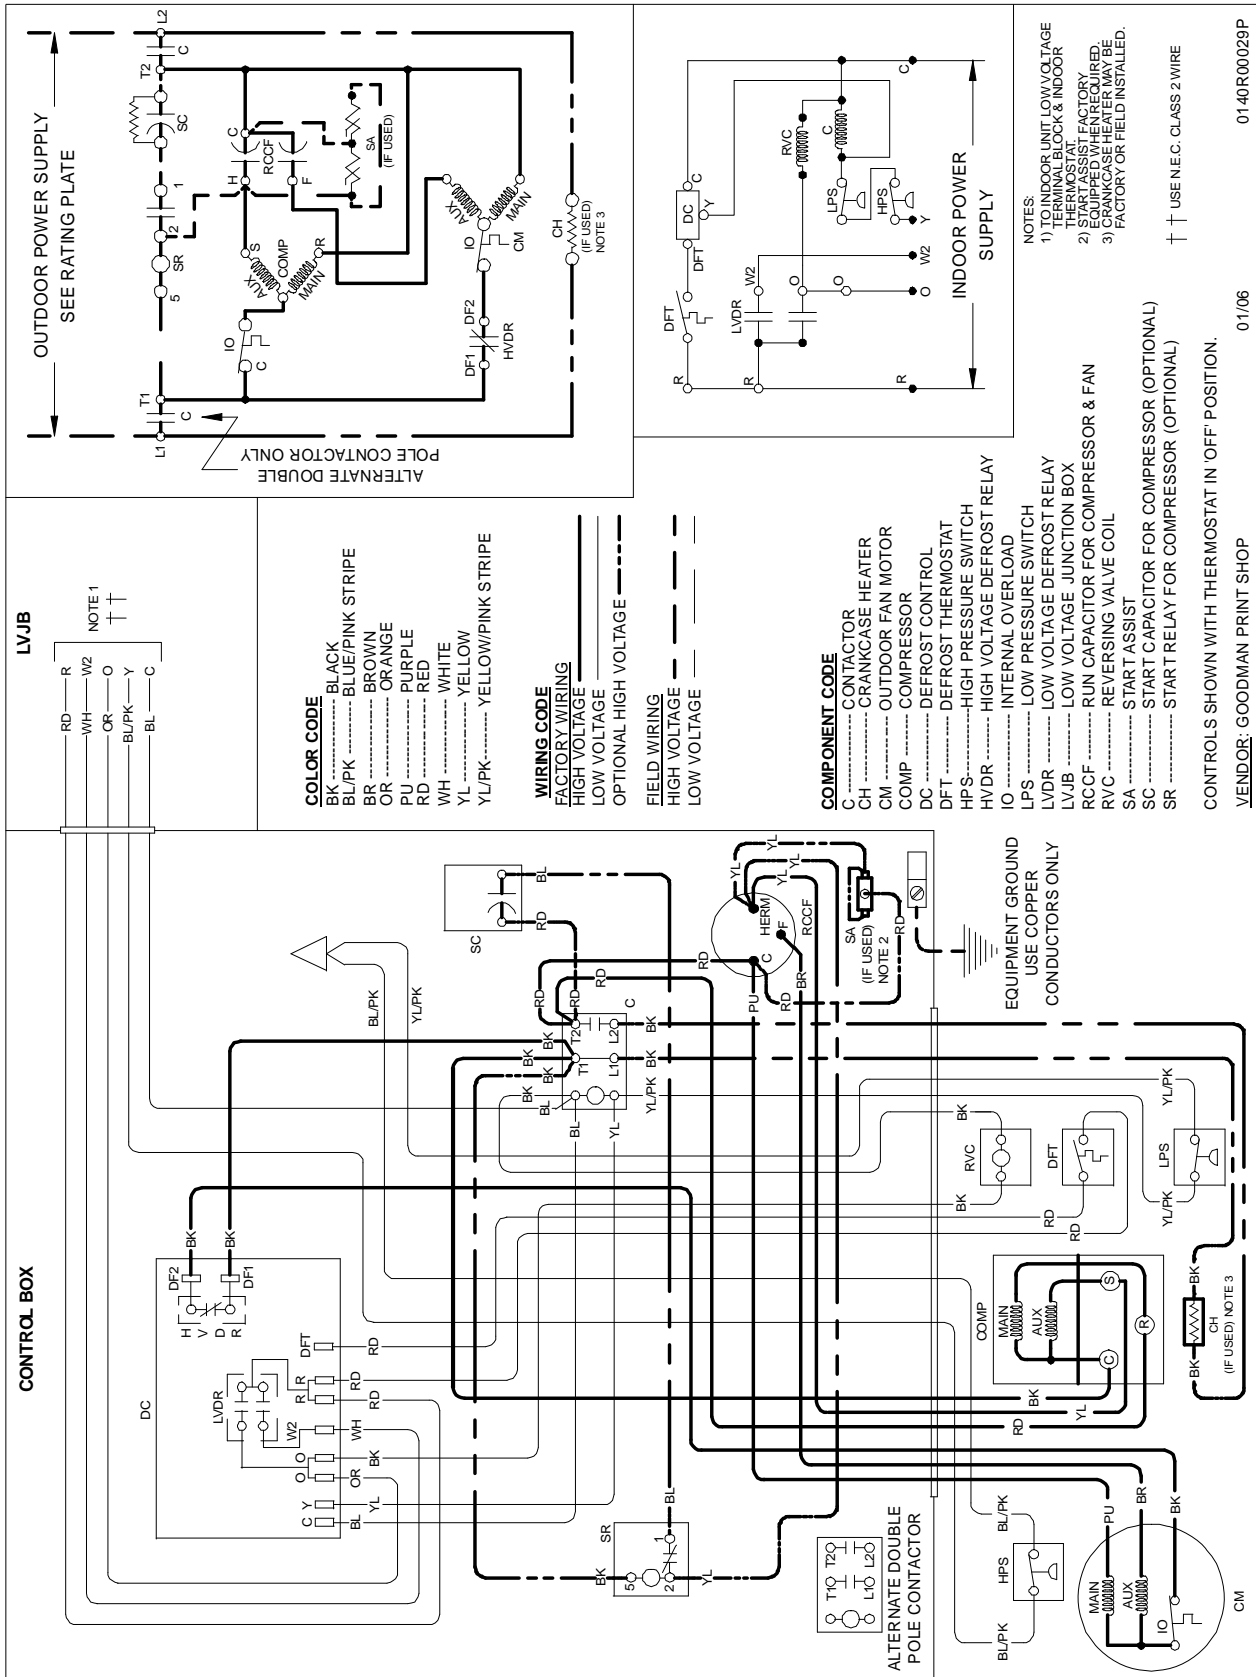 OUTDOOR POWER SUPPLY
SEE RATING PLATE
L1
T1
C
5
SR
2
1
SC
T2
C
L2
ALTERNATE DOUBLE
POLE CONTACTOR ONLY
IO
C
S
AUX
COMP
MAIN
R
H
RCCF
C
F
SA
(IF USED)
AUX
MAIN
IO
CM
DF1
DF2
HVDR
CH
(IF USED)
NOTE 3
R
DFT
DFT
DC
C
Y
LVDR
W2
O
O
RVC
C
LPS
HPS
R
O
W2
Y
C
INDOOR POWER
SUPPLY
NOTES:
1) TO INDOOR UNIT LOW VOLTAGE
TERMINAL BLOCK & INDOOR
THERMOSTAT.
2) START ASSIST FACTORY
EQUIPPED WHEN REQUIRED.
3) CRANKCASE HEATER MAY BE
FACTORY OR FIELD INSTALLED.
†† USE N.E.C. CLASS 2 WIRE
LVJB
RD R
WH W2
OR O
BL/PK Y
BL C
NOTE 1
††
COLOR CODE
BK ---------- BLACK
BL/PK ------- BLUE/PINK STRIPE
BR ---------- BROWN
OR ---------- ORANGE
PU ---------- PURPLE
RD ---------- RED
WH ---------- WHITE
YL ---------- YELLOW
YL/PK------ YELLOW/PINK STRIPE
WIRING CODE
FACTORY WIRING
HIGH VOLTAGE
LOW VOLTAGE
OPTIONAL HIGH VOLTAGE
FIELD WIRING
HIGH VOLTAGE
LOW VOLTAGE
COMPONENT CODE
C ---------- CONTACTOR
CH --------- CRANKCASE HEATER
CM --------- OUTDOOR FAN MOTOR
COMP ------ COMPRESSOR
DC --------- DEFROST CONTROL
DFT -------- DEFROST THERMOSTAT
HPS-------- HIGH PRESSURE SWITCH
HVDR ------ HIGH VOLTAGE DEFROST RELAY
IO ---------- INTERNAL OVERLOAD
LPS -------- LOW PRESSURE SWITCH
LVDR ------- LOW VOLTAGE DEFROST RELAY
LVJB ------- LOW VOLTAGE JUNCTION BOX
RCCF ------ RUN CAPACITOR FOR COMPRESSOR & FAN
RVC ------- REVERSING VALVE COIL
SA --------- START ASSIST
SC --------- START CAPACITOR FOR COMPRESSOR (OPTIONAL)
SR --------- START RELAY FOR COMPRESSOR (OPTIONAL)
CONTROLS SHOWN WITH THERMOSTAT IN 'OFF' POSITION.
VENDOR: GOODMAN PRINT SHOP
01/06
0140R00029P
CONTROL BOX
DC
H
V
D
R
DF2
DF1
BK
BK
LVDR
C
Y
O
O
W2
R
R
DFT
BL
YL
OR
BK
WH
RD
RD
RD
BL/PK
YL/PK
SC
RD
BL
T2
L2
T1
L1
C
BK
BK
BK
BK
BL
BL
YL
YL/PK
BK
BK
RD
RD
RD
RD
HERM
F
C
RCCF
YL
YL
YL
YL
PU
BR
RD
RD
SA
(IF USED)
NOTE 2
EQUIPMENT GROUND
USE COPPER
CONDUCTORS ONLY
SR
5
2
1
BK
YL
BL
ALTERNATE DOUBLE
POLE CONTACTOR
T1
T2
L1
L2
BK
RVC
BK
DFT
RD
RD
YL/PK
LPS
YL/PK
COMP
MAIN
AUX
C
S
R
BK
YL
RD
BK
CH
BK
(IF USED) NOTE 3
HPS
BL/PK
BL/PK
PU
BR
BK
MAIN
AUX
IO
CM